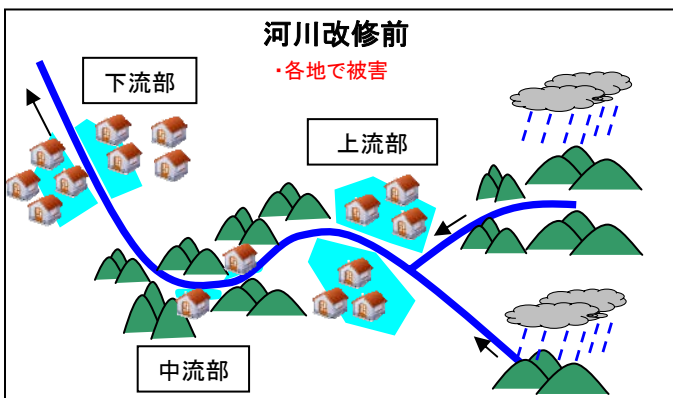 河川改修前
・各地で被害
下流部
上流部
中流部